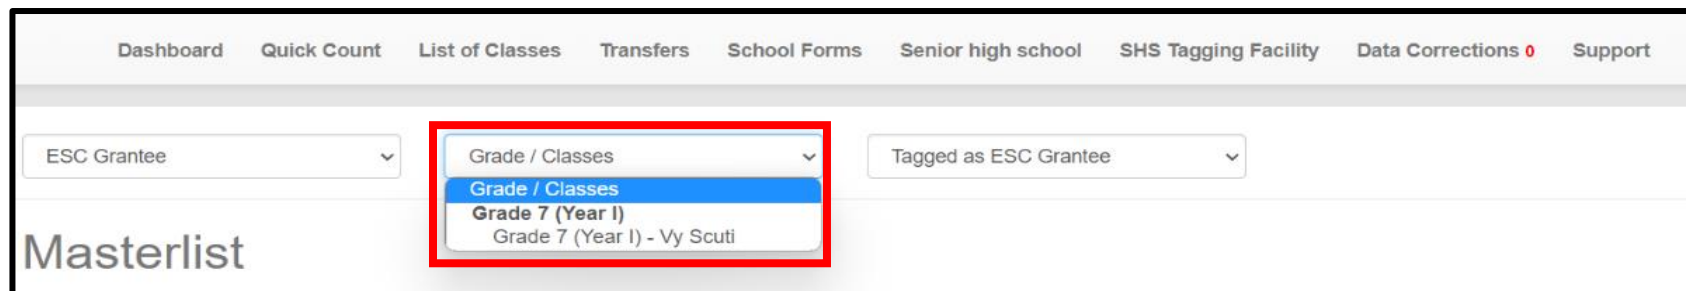 Dashboard Quick Count List of Classes Transfers School Forms Senior high school SHS Tagging Facility Data Corrections 0 Support
ESC Grantee Grade / Classes Tagged as ESC Grantee
Grade / Classes
Grade 7 (Year I)
Grade 7 (Year I) - Vy Scuti
Masterlist